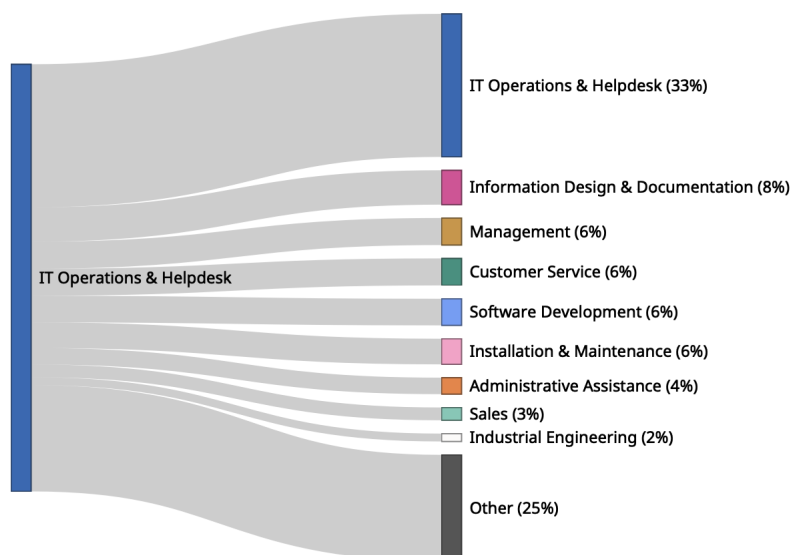 IT Operations & Helpdesk (33%)
Information Design & Documentation (8%)
Management (6%)
Customer Service (6%)
IT Operations & Helpdesk
Software Development (6%)
Installation & Maintenance (6%)
Administrative Assistance (4%)
Sales (3%)
Industrial Engineering (2%)
Other (25%)